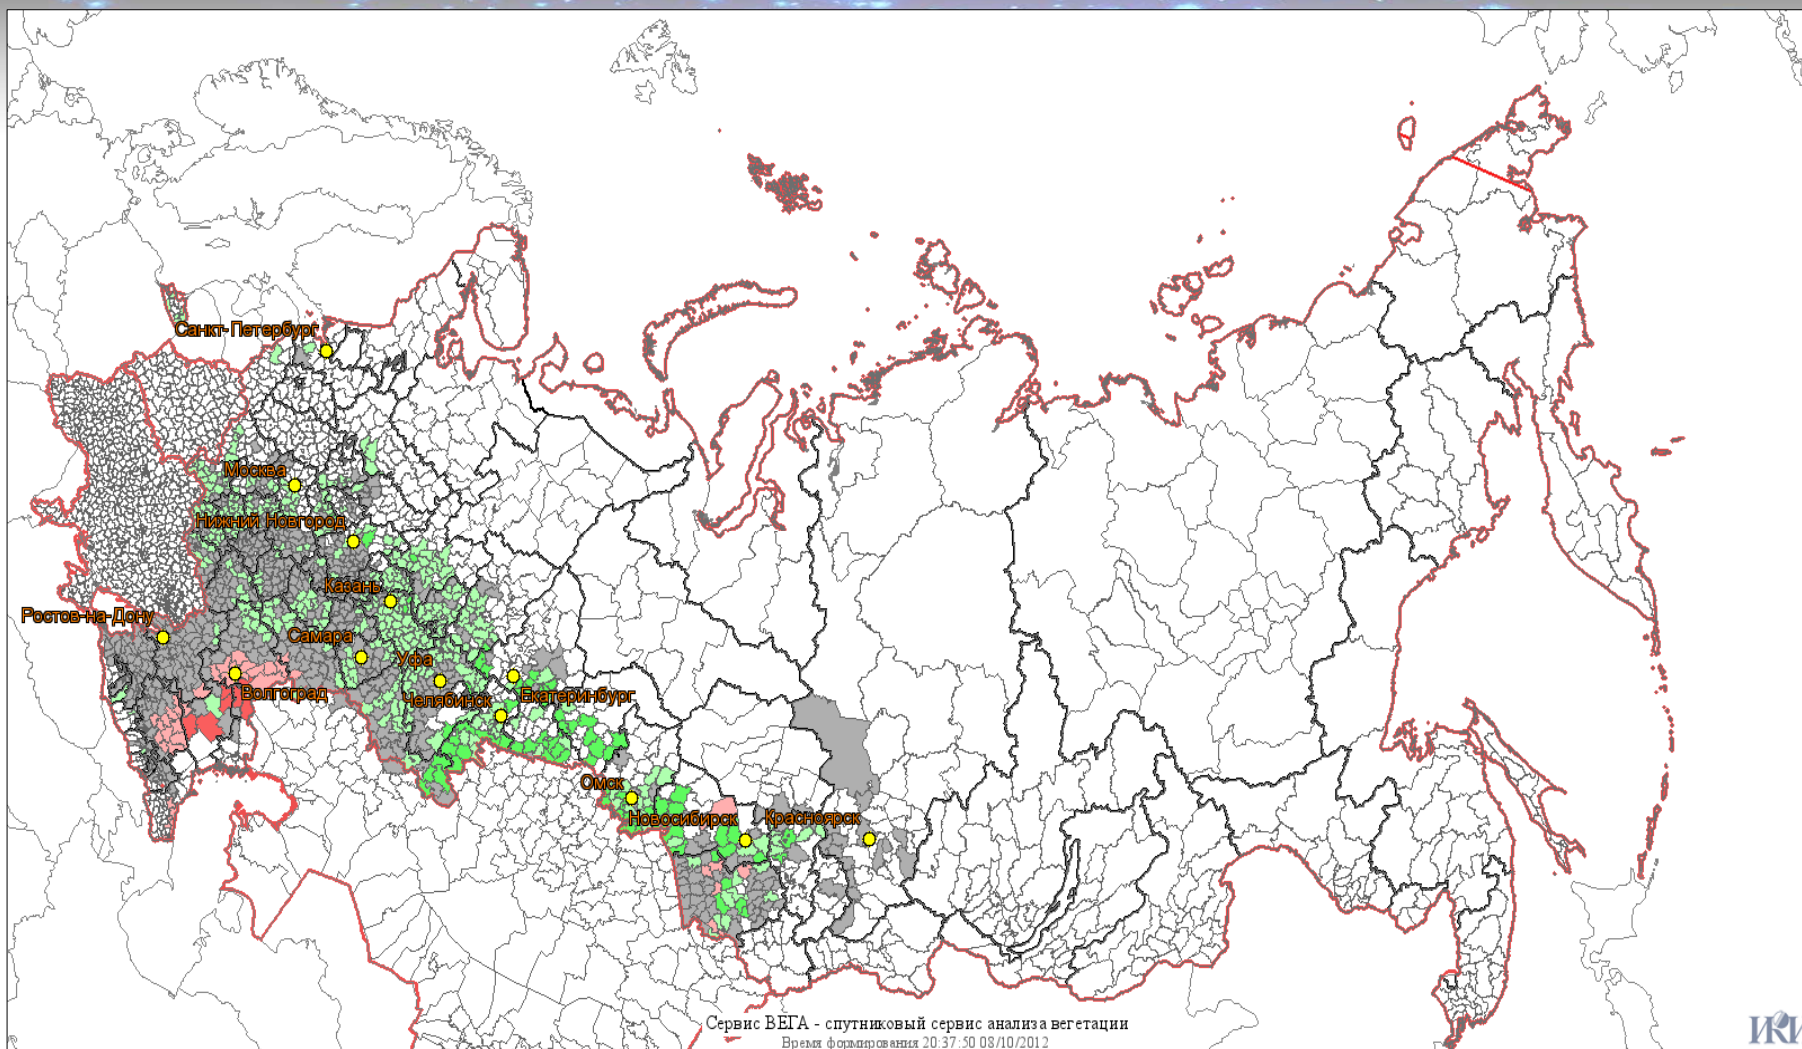 Санкт-Петербург
Москва
Нижний Новгород
Казань
Ростов-на-Дону
Самара
Уфа
Волгоград
Челябинск
Екатеринбург
Омск
Новосибирск
Красноярск
Сервис ВЕГА - спутниковый сервис анализа вегетации
Время формирования 20:37:50 08/10/2012
ИКИ